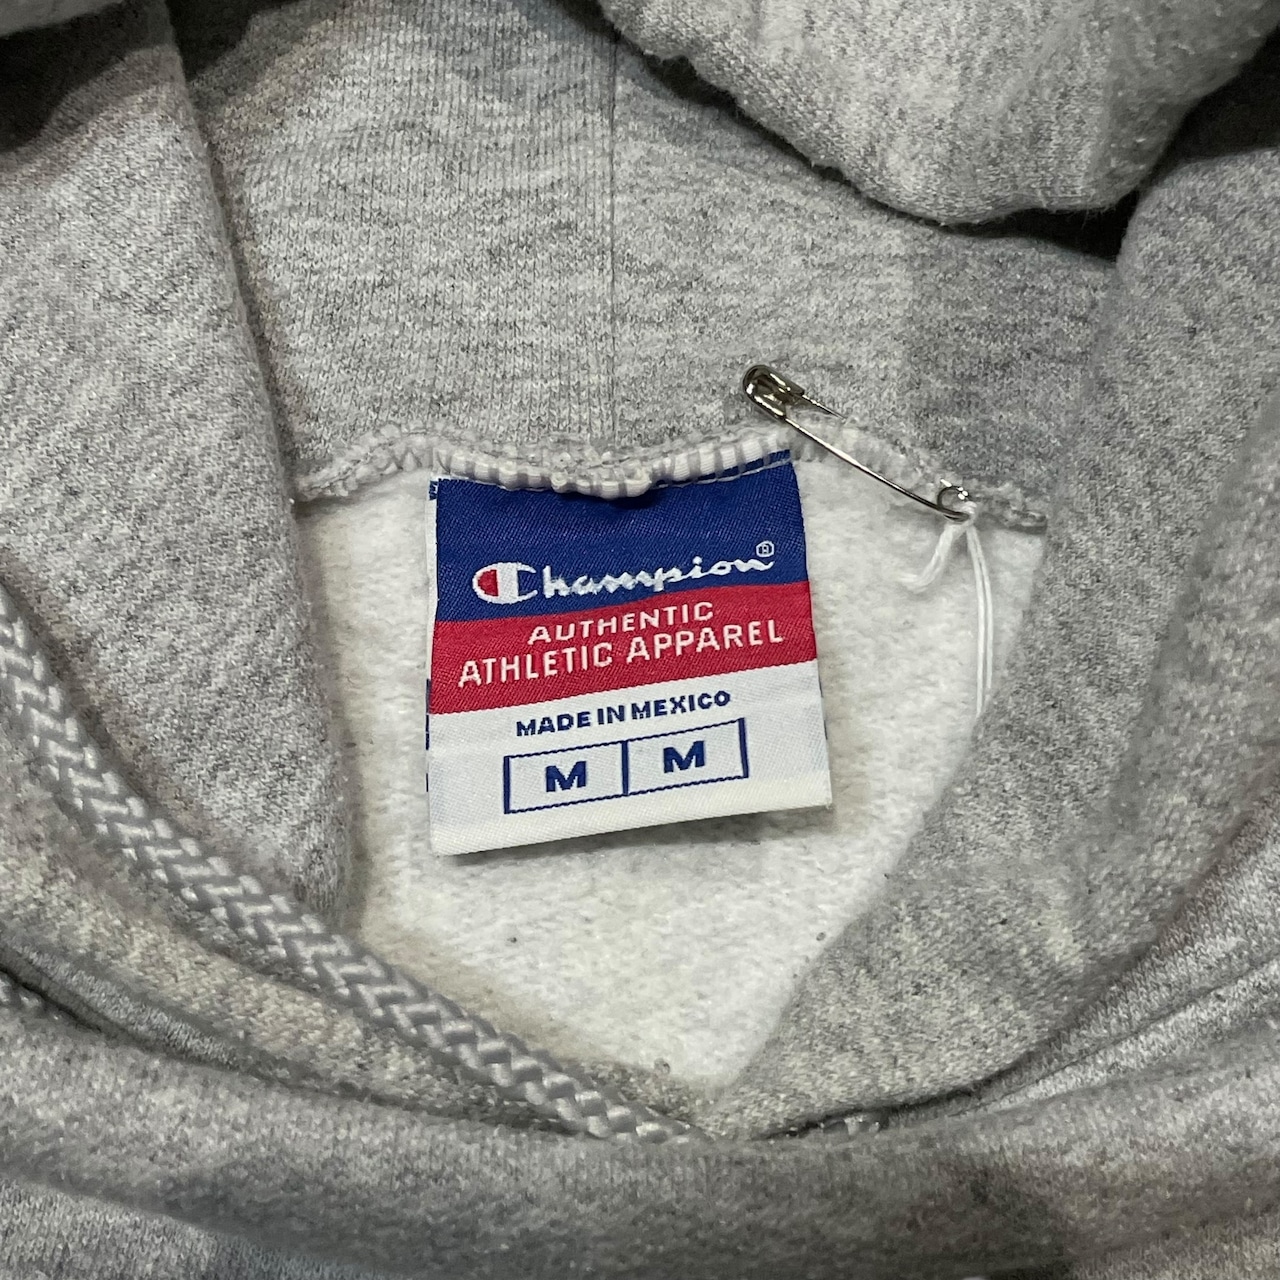 Champion®
AUTHENTIC
ATHLETIC APPAREL
MADE IN MEXICO
M M